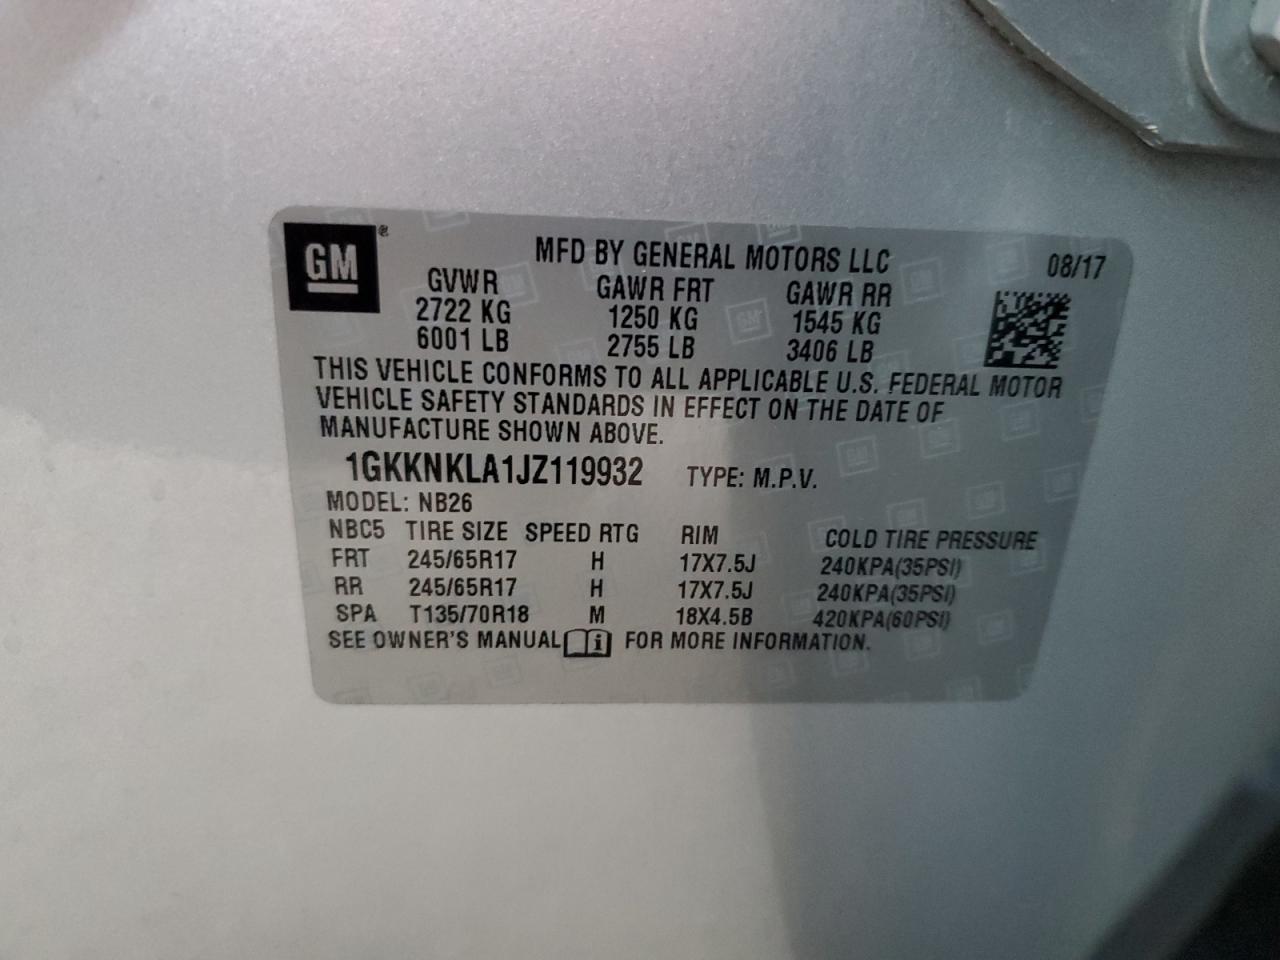 GM ®
MFD BY GENERAL MOTORS LLC 08/17
GVWR GAWR FRT GAWR RR
2722 KG 1250 KG 1545 KG
6001 LB 2755 LB 3406 LB
THIS VEHICLE CONFORMS TO ALL APPLICABLE U.S. FEDERAL MOTOR
VEHICLE SAFETY STANDARDS IN EFFECT ON THE DATE OF
MANUFACTURE SHOWN ABOVE.
1GKKNKLA1JZ119932 TYPE: M.P.V.
MODEL: NB26
NBC5 TIRE SIZE SPEED RTG RIM COLD TIRE PRESSURE
FRT 245/65R17 H 17X7.5J 240KPA(35PSI)
RR 245/65R17 H 17X7.5J 240KPA(35PSI)
SPA T135/70R18 M 18X4.5B 420KPA(60PSI)
SEE OWNER'S MANUAL i FOR MORE INFORMATION.